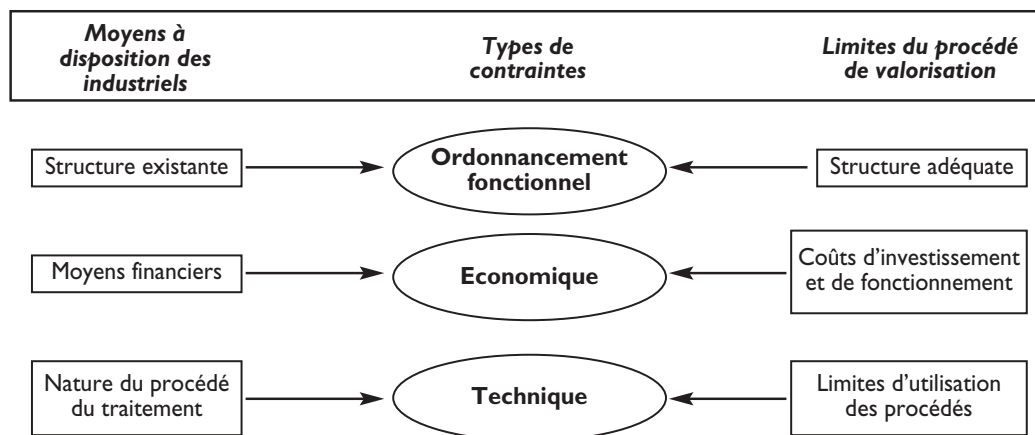 Moyens à
disposition des
industriels
Types de
contraintes
Limites du procédé
de valorisation
Structure existante
Ordonnancement
fonctionnel
Structure adéquate
Moyens financiers
Economique
Coûts d’investissement
et de fonctionnement
Nature du procédé
du traitement
Technique
Limites d’utilisation
des procédés